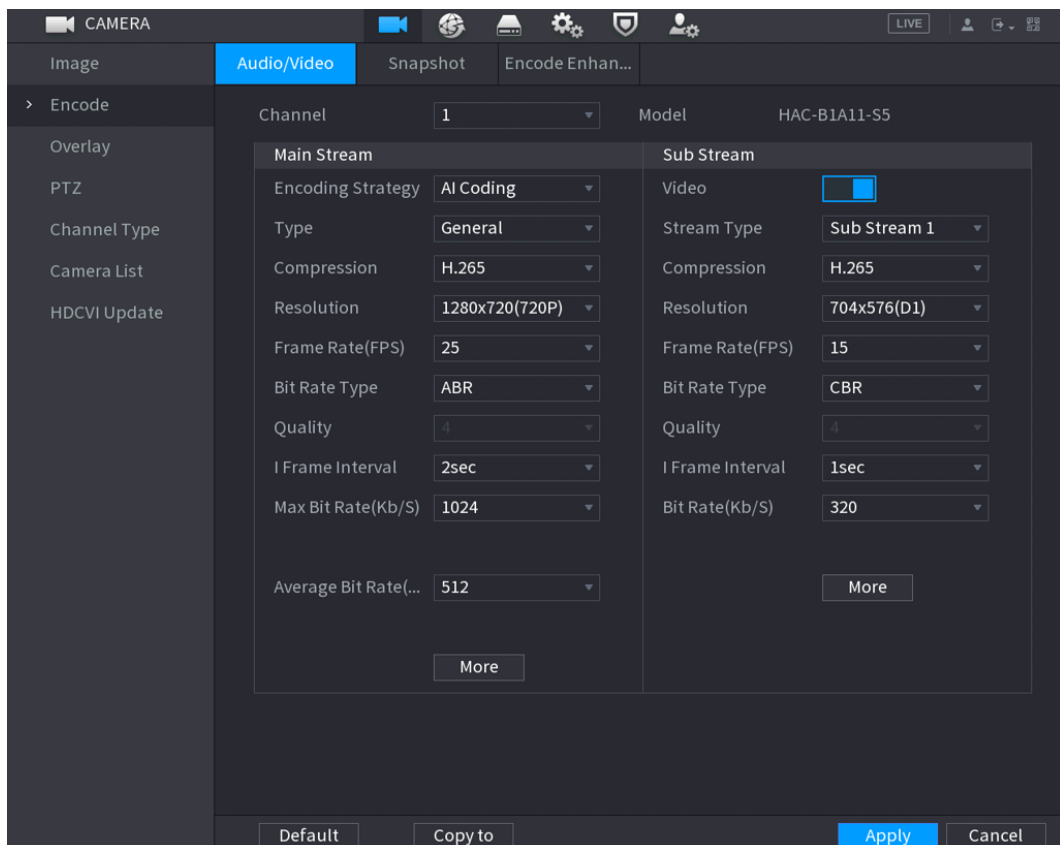 CAMERA LIVE
Image
Encode
Overlay
PTZ
Channel Type
Camera List
HDCVI Update
Audio/Video Snapshot Encode Enhan...
Channel 1 Model HAC-B1A11-S5
Main Stream Sub Stream
Encoding Strategy AI Coding Video
Type General Stream Type Sub Stream 1
Compression H.265 Compression H.265
Resolution 1280x720(720P) Resolution 704x576(D1)
Frame Rate(FPS) 25 Frame Rate(FPS) 15
Bit Rate Type ABR Bit Rate Type CBR
Quality 4 Quality 4
I Frame Interval 2sec I Frame Interval 1sec
Max Bit Rate(Kb/S) 1024 Bit Rate(Kb/S) 320
Average Bit Rate(... 512 More
More
Default Copy to Apply Cancel